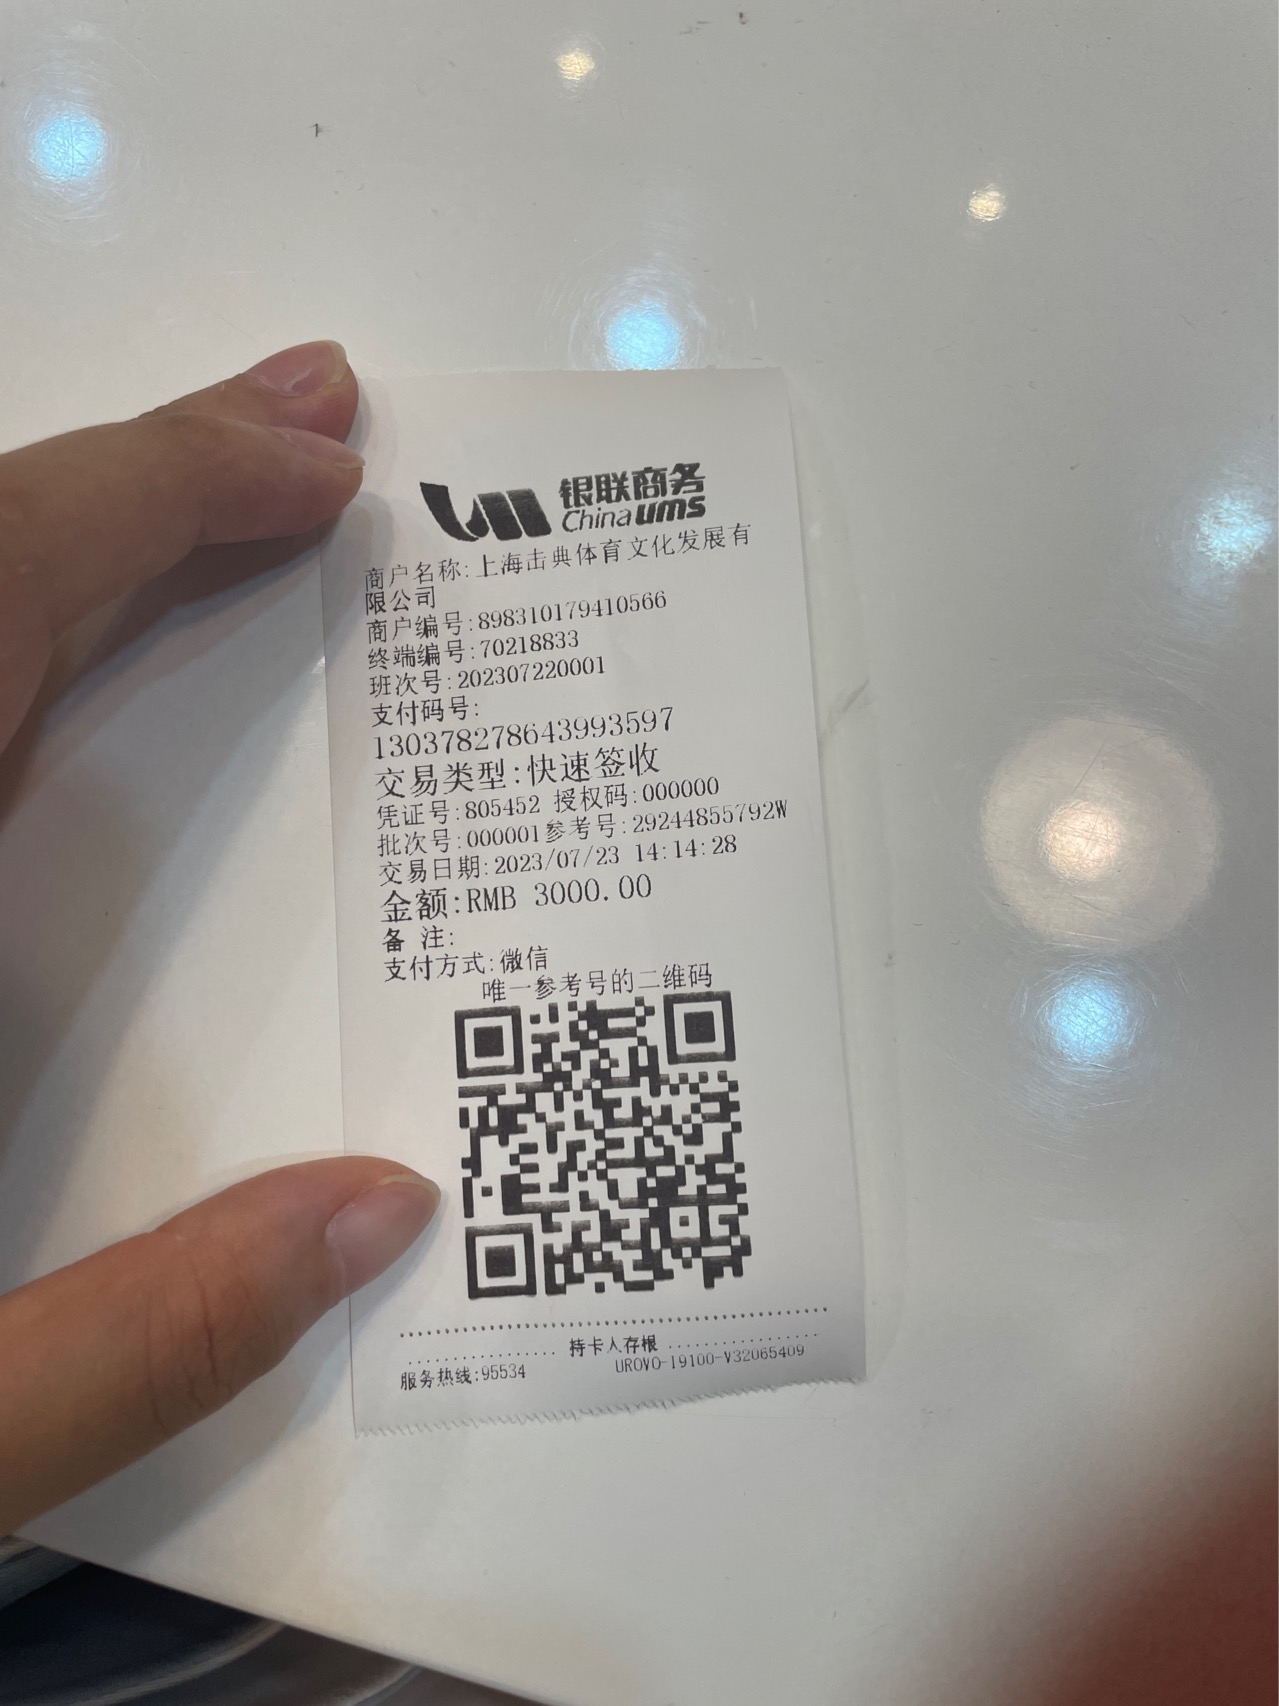 银联商务
China ums
商户名称:上海击典体育文化发展有
限公司
商户编号:898310179410566
终端编号:70218833
班次号:202307220001
支付码号:
130378278643993597
交易类型:快速签收
凭证号:805452 授权码:000000
批次号:000001参考号:29244855792W
交易日期:2023/07/23 14:14:28
金额:RMB 3000.00
备 注:
支付方式:微信
唯一参考号的二维码
持卡人存根
服务热线:95534 UROVO-19100-V32065409